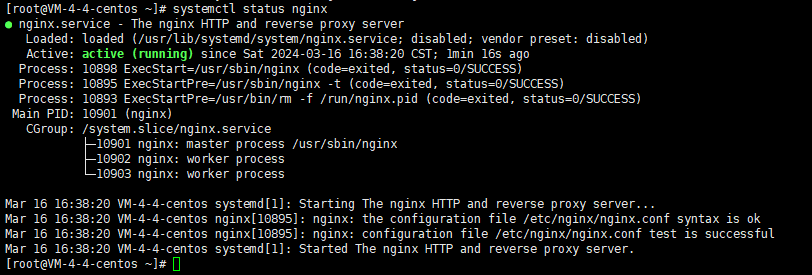 [root@VM-4-4-centos ~]# systemctl status nginx
● nginx.service - The nginx HTTP and reverse proxy server
   Loaded: loaded (/usr/lib/systemd/system/nginx.service; disabled; vendor preset: disabled)
   Active: active (running) since Sat 2024-03-16 16:38:20 CST; 1min 16s ago
  Process: 10898 ExecStart=/usr/sbin/nginx (code=exited, status=0/SUCCESS)
  Process: 10895 ExecStartPre=/usr/sbin/nginx -t (code=exited, status=0/SUCCESS)
  Process: 10893 ExecStartPre=/usr/bin/rm -f /run/nginx.pid (code=exited, status=0/SUCCESS)
 Main PID: 10901 (nginx)
   CGroup: /system.slice/nginx.service
           ├─10901 nginx: master process /usr/sbin/nginx
           ├─10902 nginx: worker process
           └─10903 nginx: worker process
Mar 16 16:38:20 VM-4-4-centos systemd[1]: Starting The nginx HTTP and reverse proxy server...
Mar 16 16:38:20 VM-4-4-centos nginx[10895]: nginx: the configuration file /etc/nginx/nginx.conf syntax is ok
Mar 16 16:38:20 VM-4-4-centos nginx[10895]: nginx: configuration file /etc/nginx/nginx.conf test is successful
Mar 16 16:38:20 VM-4-4-centos systemd[1]: Started The nginx HTTP and reverse proxy server.
[root@VM-4-4-centos ~]#